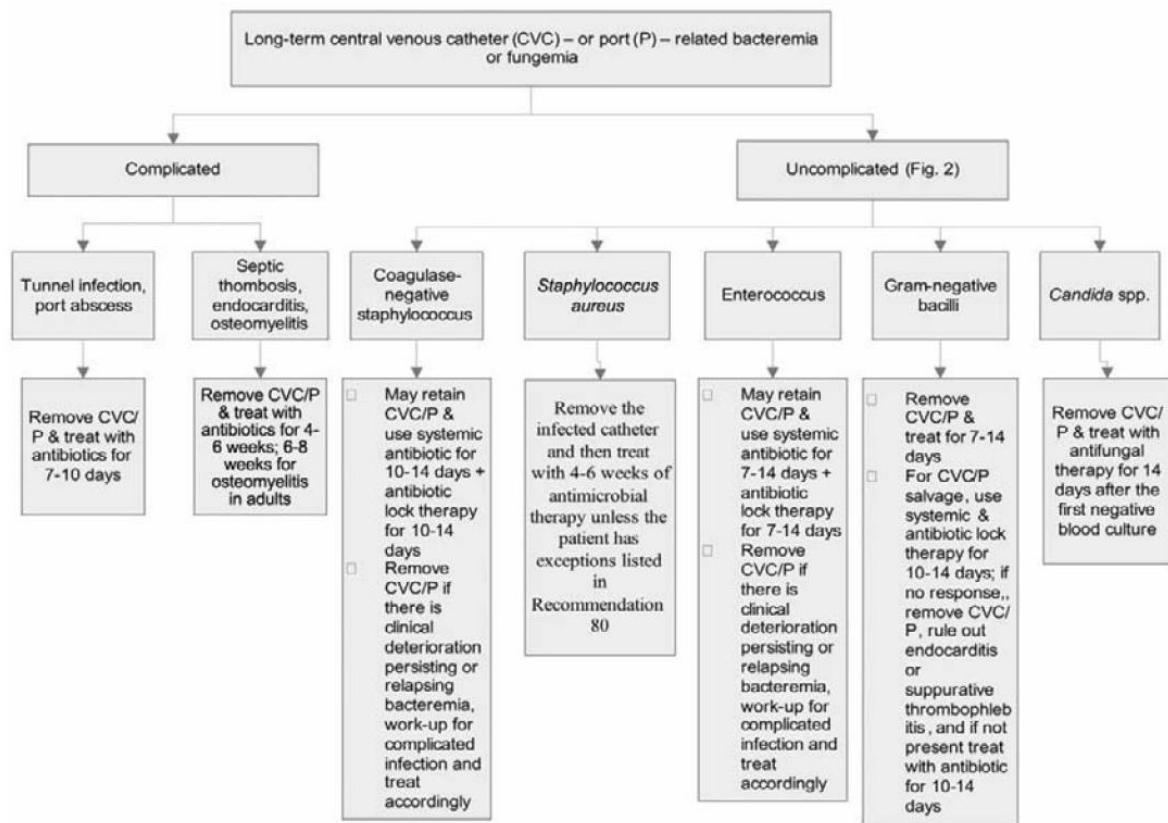 Long-term central venous catheter (CVC) – or port (P) – related bacteremia
or fungemia
Complicated
Uncomplicated (Fig. 2)
Tunnel infection,
port abscess
Septic
thombosis,
endocarditis,
osteomyelitis
Coagulase-
negative
staphylococcus
Staphylococcus
aureus
Enterococcus
Gram-negative
bacilli
Candida spp.
Remove CVC/
P & treat with
antibiotics for
7-10 days
Remove CVC/P
& treat with
antibiotics for 4-
6 weeks; 6-8
weeks for
osteomyelitis
in adults
May retain
CVC/P &
use systemic
antibiotic for
10-14 days +
antibiotic
lock therapy
for 10-14
days
Remove
CVC/P if
there is
clinical
deterioration
persisting or
relapsing
bacteremia,
work-up for
complicated
infection and
treat
accordingly
Remove the
infected catheter
and then treat
with 4-6 weeks of
antimicrobial
therapy unless the
patient has
exceptions listed
in
Recommendation
80
May retain
CVC/P &
use systemic
antibiotic for
7-14 days +
antibiotic
lock therapy
for 7-14 days
Remove
CVC/P if
there is
clinical
deterioration
persisting or
relapsing
bacteremia,
work-up for
complicated
infection and
treat
accordingly
Remove
CVC/P &
treat for 7-14
days
For CVC/P
salvage, use
systemic &
antibiotic lock
therapy for
10-14 days; if
no response,,
remove CVC/
P, rule out
endocarditis
or
suppurative
thrombophleb
itis, and if not
present treat
with antibiotic
for 10-14
days
Remove CVC/
P & treat with
antifungal
therapy for 14
days after the
first negative
blood culture